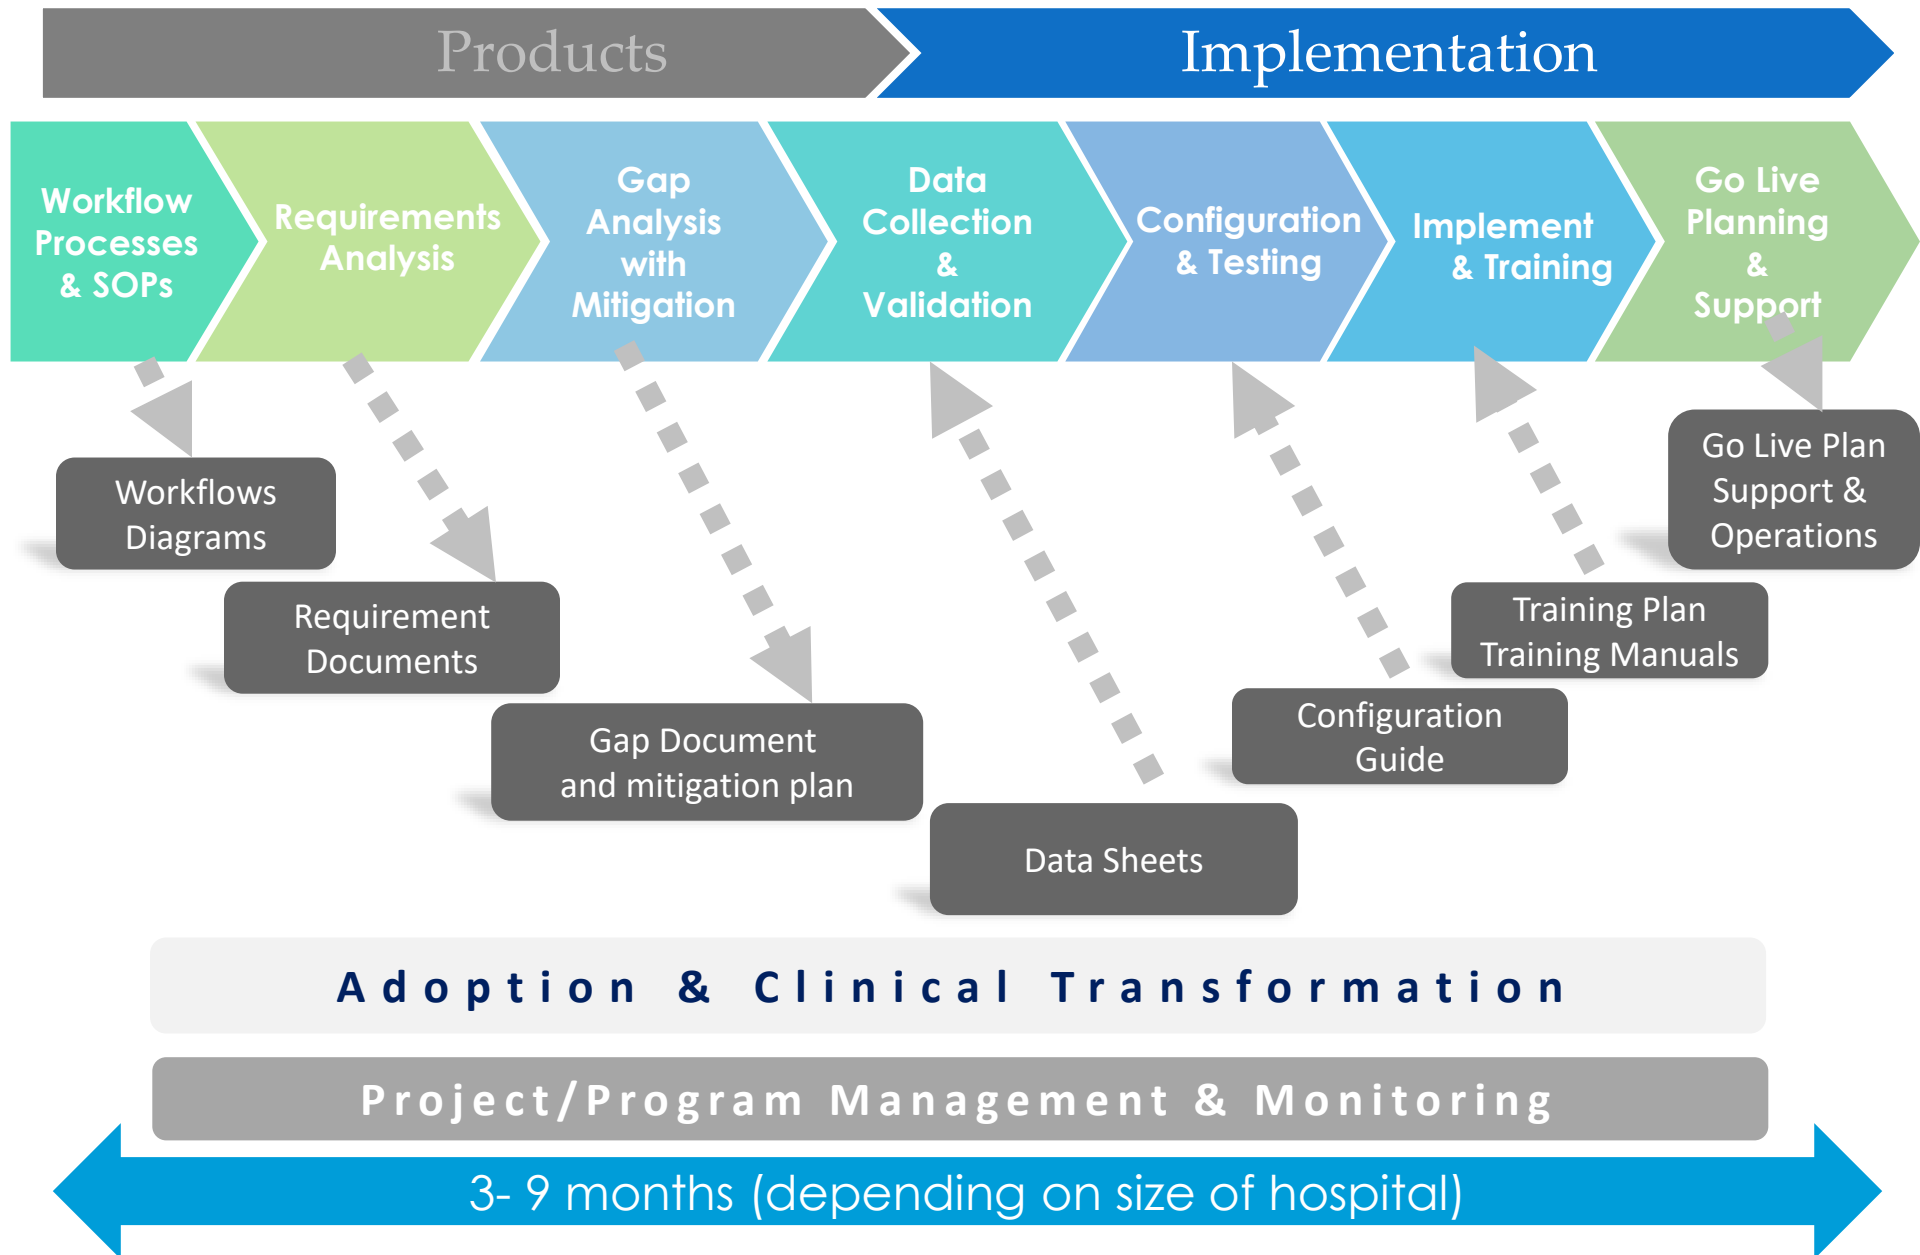 Products
Implementation
Workflow
Processes
& SOPs
Requirements
Analysis
Gap
Analysis
with
Mitigation
Data
Collection
&
Validation
Configuration
& Testing
Implement
& Training
Go Live
Planning
&
Support
Workflows
Diagrams
Requirement
Documents
Gap Document
and mitigation plan
Data Sheets
Configuration
Guide
Training Plan
Training Manuals
Go Live Plan
Support &
Operations
Adoption & Clinical Transformation
Project/Program Management & Monitoring
3- 9 months (depending on size of hospital)